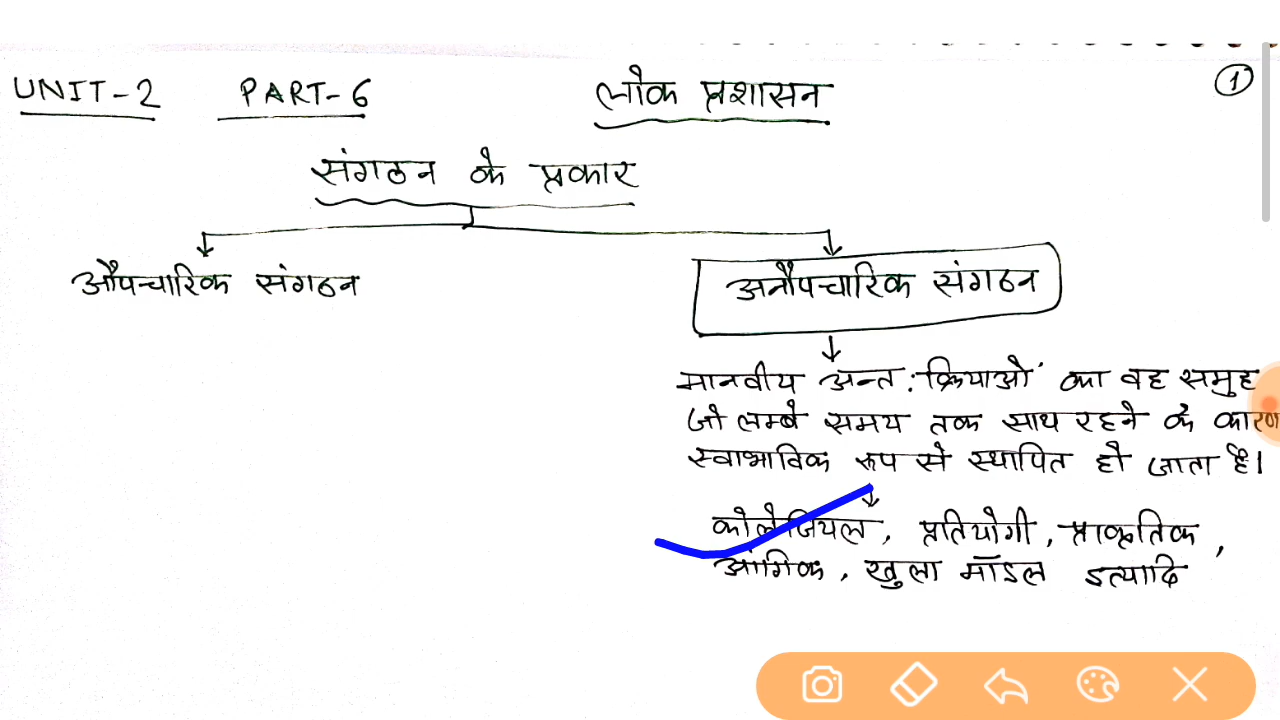 UNIT-2 PART-6 लोक प्रशासन 1
संगठन के प्रकार
औपचारिक संगठन अनौपचारिक संगठन
मानवीय अन्त:क्रियाओं का वह समुह
जो लम्बे समय तक साथ रहने के कारण
स्वाभाविक रूप से स्थापित हो जाता है।
कोलेजियल, प्रतियोगी, प्राकृतिक,
आंगिक, खुला मॉडल इत्यादि